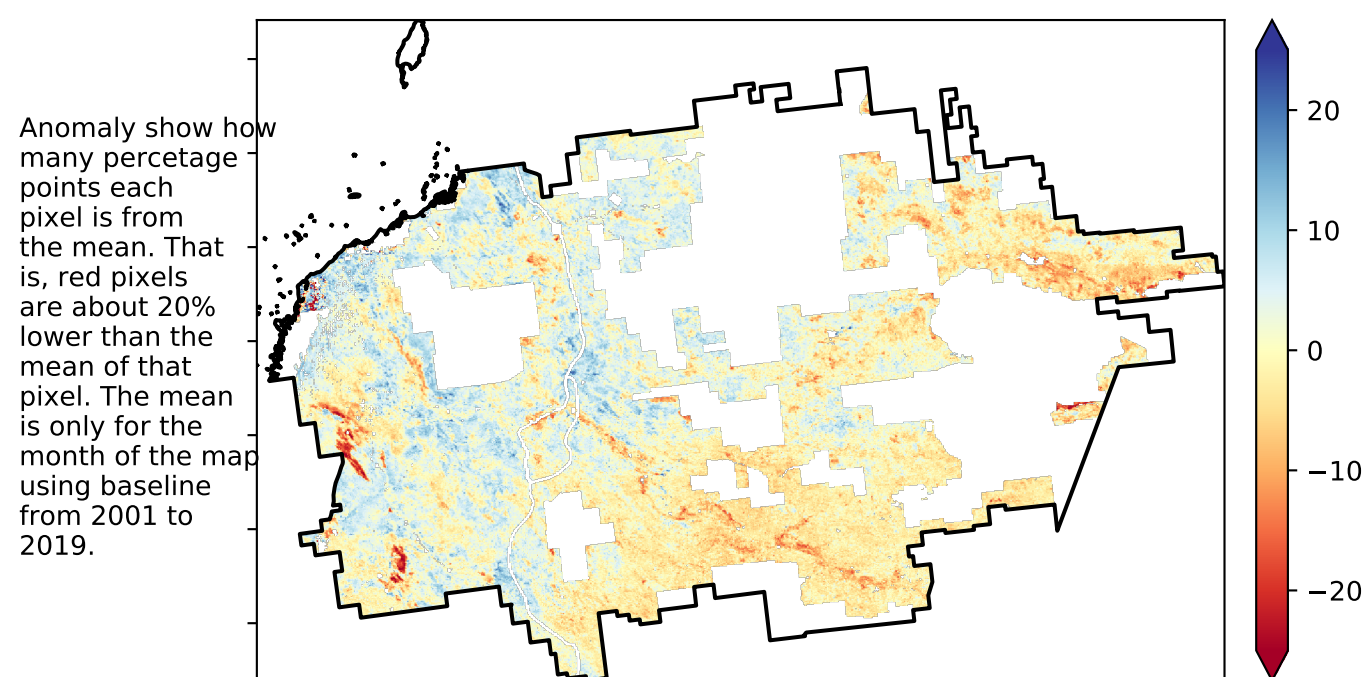 Anomaly show how
many percetage
points each
pixel is from
the mean. That
is, red pixels
are about 20%
lower than the
mean of that
pixel. The mean
is only for the
month of the map
using baseline
from 2001 to
2019.
20
10
0
−10
−20